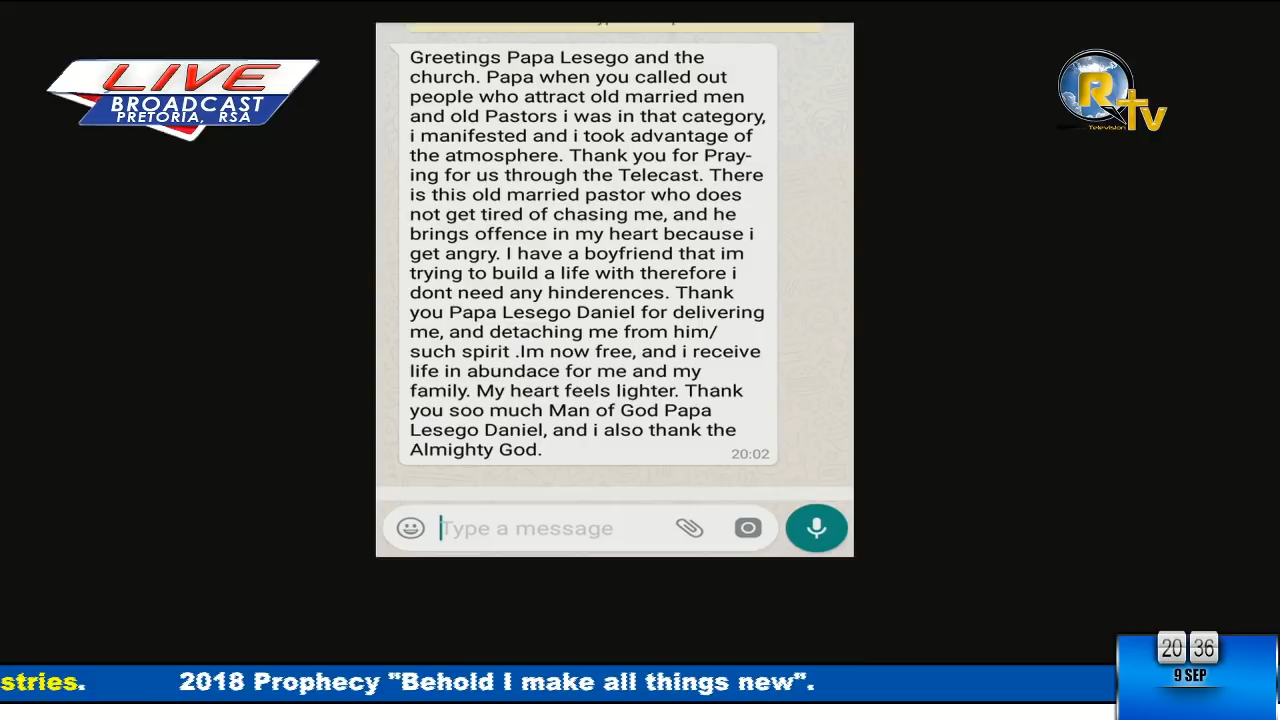 LIVE
BROADCAST
PRETORIA, RSA
R tv
Television
Greetings Papa Lesego and the
church. Papa when you called out
people who attract old married men
and old Pastors i was in that category,
i manifested and i took advantage of
the atmosphere. Thank you for Pray-
ing for us through the Telecast. There
is this old married pastor who does
not get tired of chasing me, and he
brings offence in my heart because i
get angry. I have a boyfriend that im
trying to build a life with therefore i
dont need any hinderences. Thank
you Papa Lesego Daniel for delivering
me, and detaching me from him/
such spirit .Im now free, and i receive
life in abundace for me and my
family. My heart feels lighter. Thank
you soo much Man of God Papa
Lesego Daniel, and i also thank the
Almighty God.
20:02
Type a message
20 36
9 SEP
stries. 2018 Prophecy "Behold I make all things new".